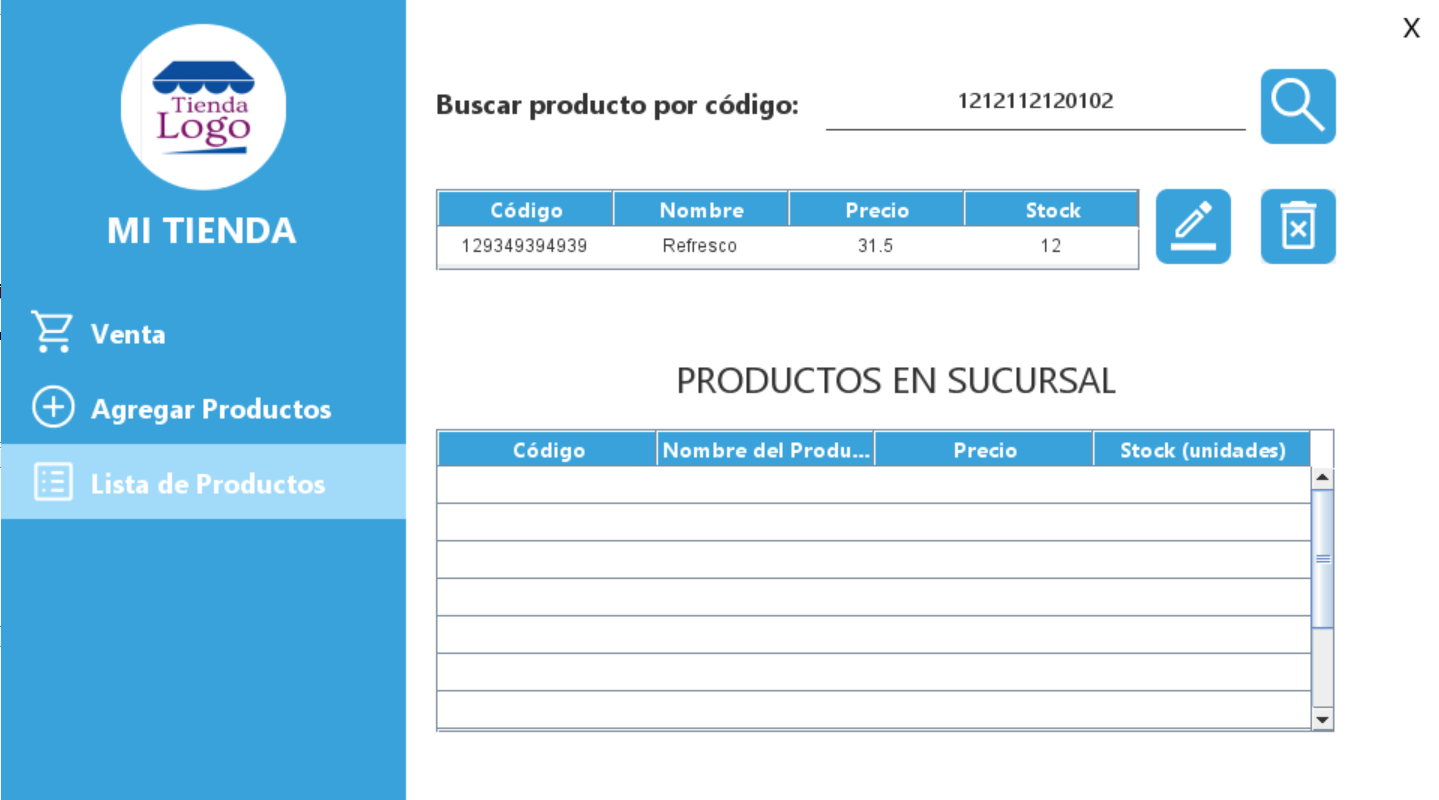 X
Tienda
Logo
MI TIENDA
Venta
Agregar Productos
Lista de Productos
Buscar producto por código: 1212112120102
Código Nombre Precio Stock
129349394939 Refresco 31.5 12
PRODUCTOS EN SUCURSAL
Código Nombre del Produ... Precio Stock (unidades)